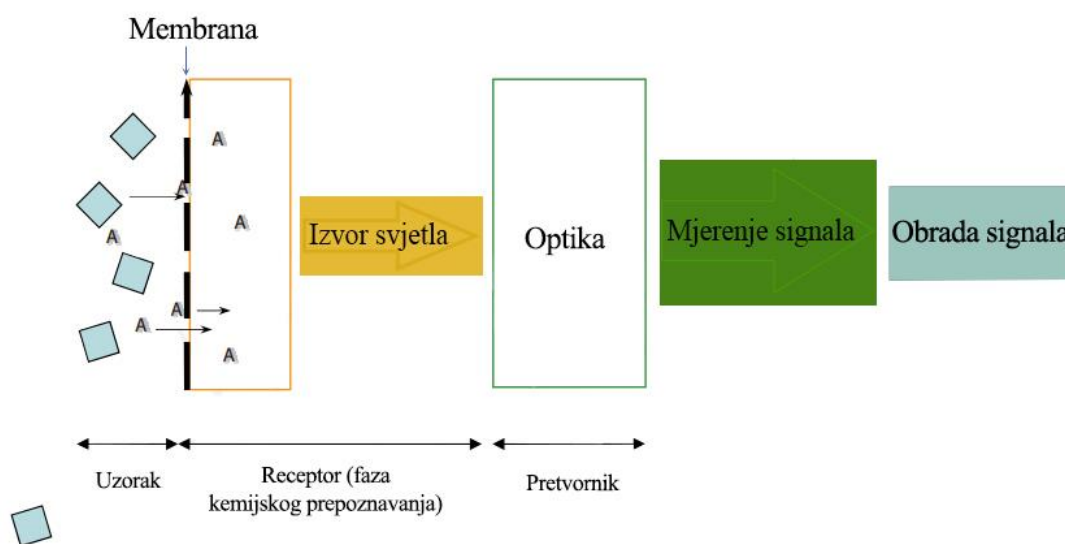 Membrana
A
A
A
A
A
A
A
Izvor svjetla
Optika
Mjerenje signala
Obrada signala
Uzorak
Receptor (faza
kemijskog prepoznavanja)
Pretvornik